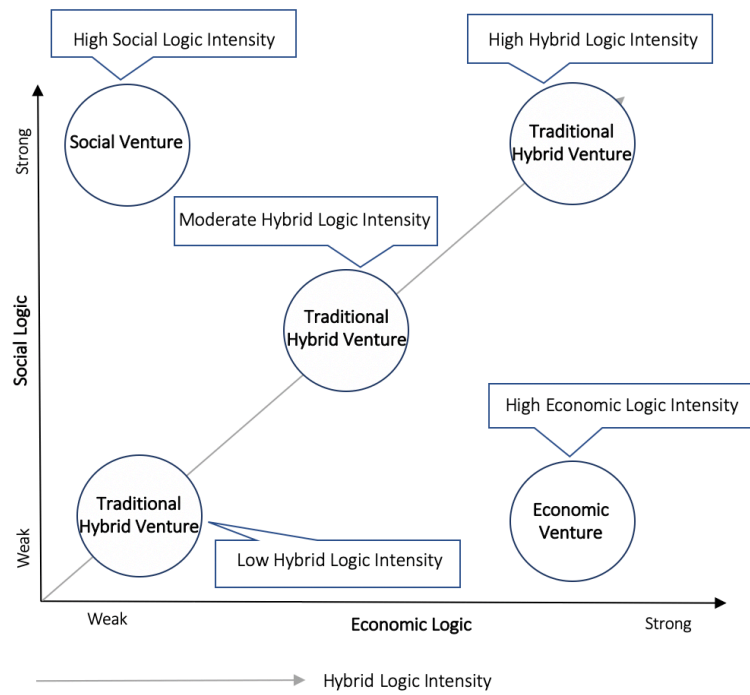 High Social Logic Intensity
High Hybrid Logic Intensity
Strong
Social Venture
Traditional
Hybrid Venture
Moderate Hybrid Logic Intensity
Social Logic
Traditional
Hybrid Venture
High Economic Logic Intensity
Traditional
Hybrid Venture
Economic
Venture
Weak
Low Hybrid Logic Intensity
Weak
Economic Logic
Strong
Hybrid Logic Intensity